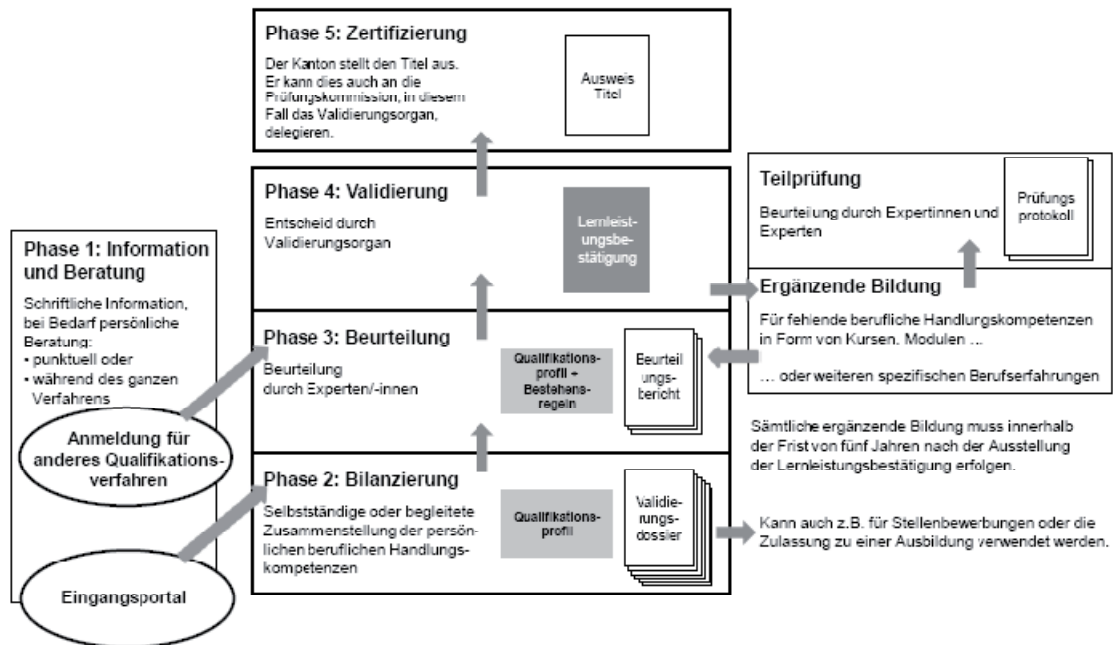 Phase 5: Zertifizierung
Der Kanton stellt den Titel aus.
Er kann dies auch an die
Prüfungskommission, in diesem
Fall das Validierungsorgan,
delegieren.
Ausweis
Titel
Phase 4: Validierung
Entscheid durch
Validierungsorgan
Lernleist-
ungsbe-
stätigung
Teilprüfung
Beurteilung durch Expertinnen und
Experten
Prüfungs
protokoll
Ergänzende Bildung
Für fehlende berufliche Handlungskompetenzen
in Form von Kursen. Modulen ...
... oder weiteren spezifischen Berufserfahrungen
Phase 1: Information
und Beratung
Schriftliche Information,
bei Bedarf persönliche
Beratung:
• punktuell oder
• während des ganzen
Verfahrens
Anmeldung für
anderes Qualifikations-
verfahren
Eingangsportal
Phase 3: Beurteilung
Beurteilung
durch Experten/-innen
Qualifikations-
profil +
Bestehens-
regeln
Beurteil
ungs-
bericht
Sämtliche ergänzende Bildung muss innerhalb
der Frist von fünf Jahren nach der Ausstellung
der Lernleistungsbestätigung erfolgen.
Phase 2: Bilanzierung
Selbstständige oder begleitete
Zusammenstellung der persön-
lichen beruflichen Handlungs-
kompetenzen
Qualifikations-
profil
Validie-
rungs-
dossier
Kann auch z.B. für Stellenbewerbungen oder die
Zulassung zu einer Ausbildung verwendet werden.